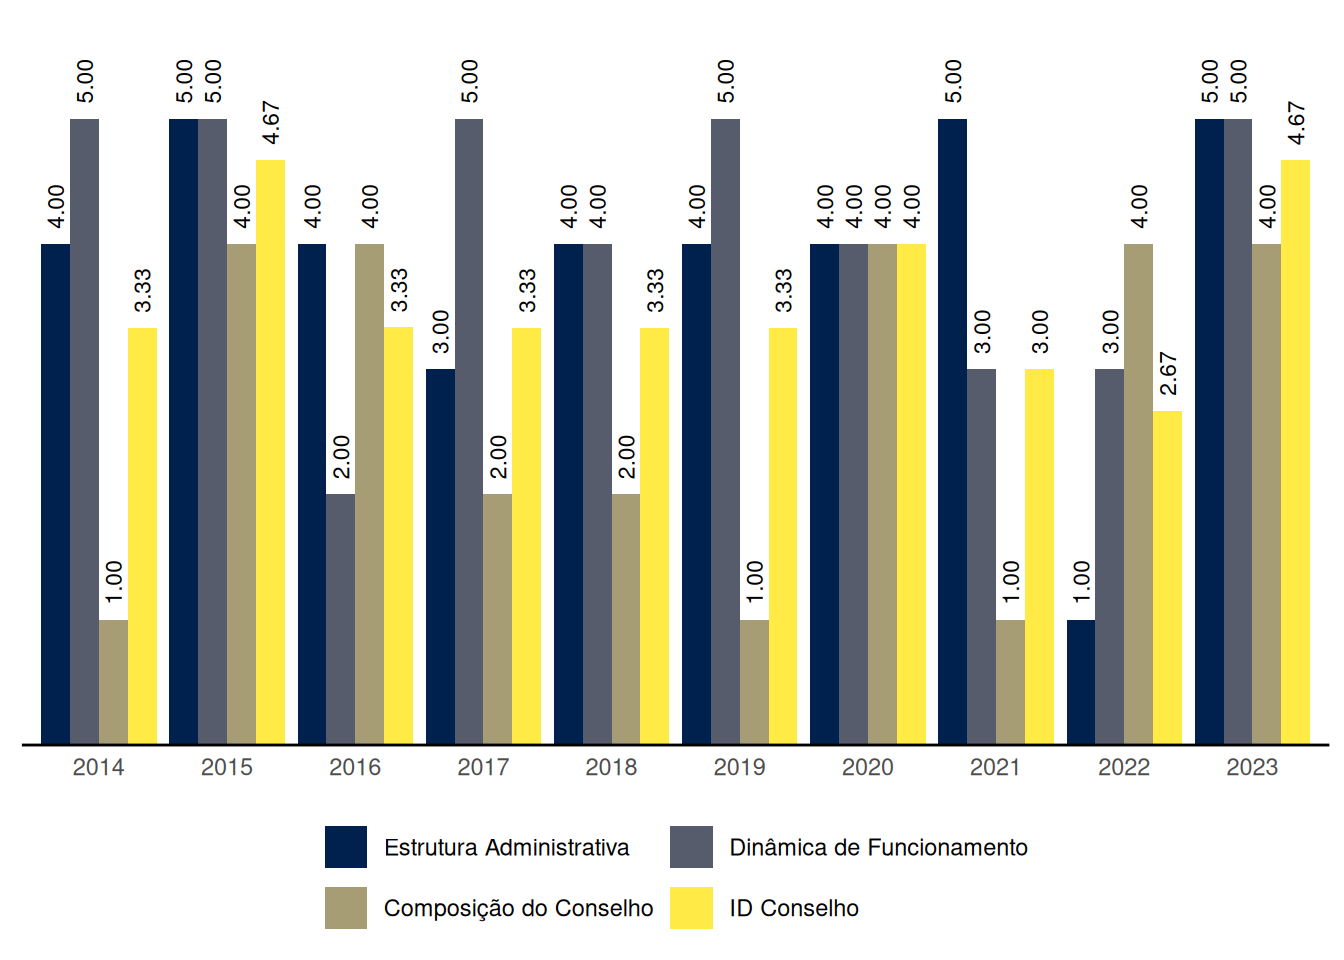 4.00 5.00 1.00 3.33
5.00 5.00 4.00 4.67
4.00 2.00 4.00 3.33
3.00 5.00 2.00 3.33
4.00 4.00 2.00 3.33
4.00 5.00 1.00 3.33
4.00 4.00 4.00 4.00
5.00 3.00 1.00 3.00
1.00 3.00 4.00 2.67
5.00 5.00 4.00 4.67
2014 2015 2016 2017 2018 2019 2020 2021 2022 2023
Estrutura Administrativa Dinâmica de Funcionamento
Composição do Conselho ID Conselho